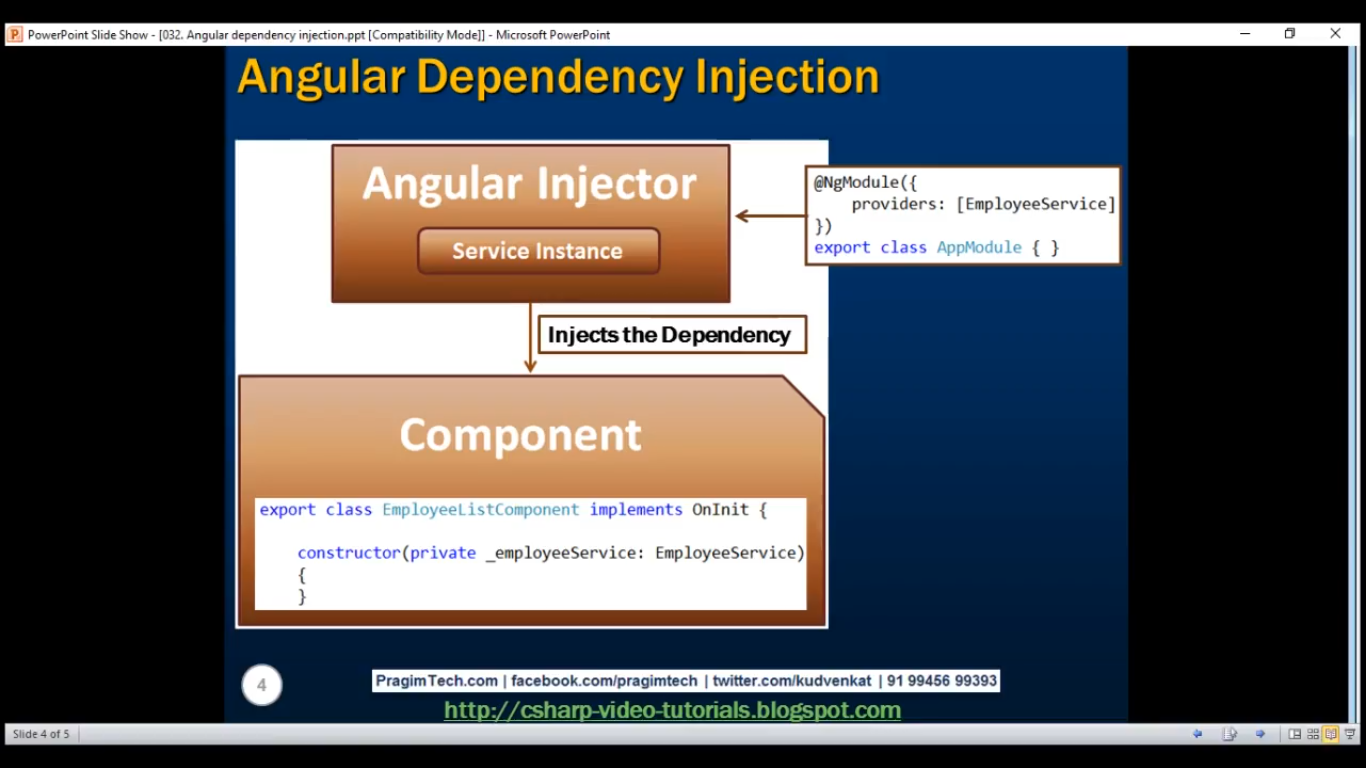 PowerPoint Slide Show - [032. Angular dependency injection.ppt [Compatibility Mode]] - Microsoft PowerPoint
Angular Dependency Injection
Angular Injector
Service Instance
@NgModule({
    providers: [EmployeeService]
})
export class AppModule { }
Injects the Dependency
Component
export class EmployeeListComponent implements OnInit {
    constructor(private _employeeService: EmployeeService)
    {
    }
4
PragimTech.com | facebook.com/pragimtech | twitter.com/kudvenkat | 91 99456 99393
http://csharp-video-tutorials.blogspot.com
Slide 4 of 5